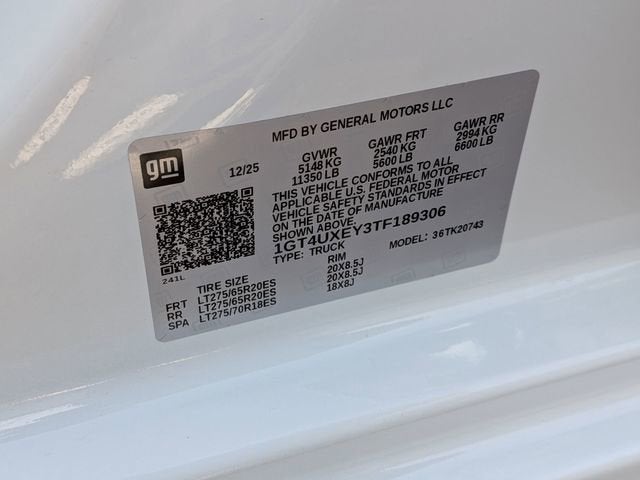 MFD BY GENERAL MOTORS LLC
gm
12/25
GVWR GAWR FRT GAWR RR
5148 KG 2540 KG 2994 KG
11350 LB 5600 LB 6600 LB
THIS VEHICLE CONFORMS TO ALL
APPLICABLE U.S. FEDERAL MOTOR
VEHICLE SAFETY STANDARDS IN EFFECT
ON THE DATE OF MANUFACTURE
1GT4UXEY3TF189306
TYPE: TRUCK MODEL: 36TK20743
241L
TIRE SIZE RIM
FRT LT275/65R20ES 20X8.5J
RR LT275/65R20ES 20X8.5J
SPA LT275/70R18ES 18X8J